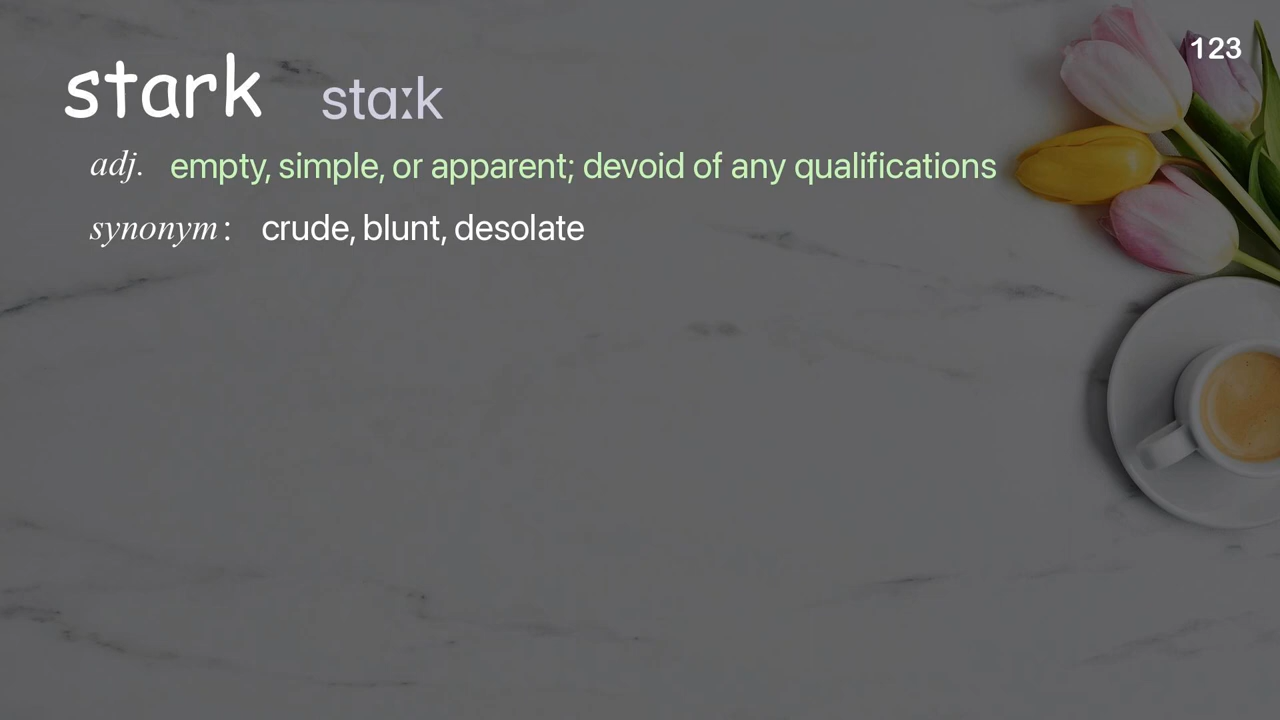 123
stark stɑːk
adj. empty, simple, or apparent; devoid of any qualifications
synonym : crude, blunt, desolate